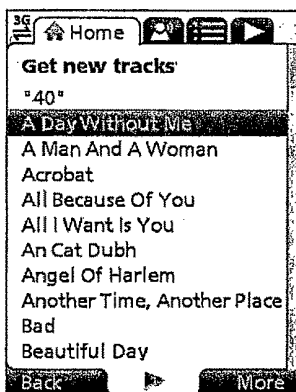 3G
Home
Get new tracks
"40"
A Day Without Me
A Man And A Woman
Acrobat
All Because Of You
All I Want Is You
An Cat Dubh
Angel Of Harlem
Another Time, Another Place
Bad
Beautiful Day
Back More